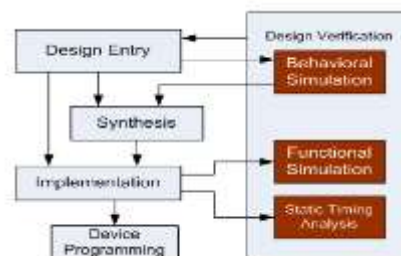 Design Entry
Design Verification
Behavioral
Simulation
Synthesis
Functional
Simulation
Implementation
Static Timing
Analysis
Device
Programming